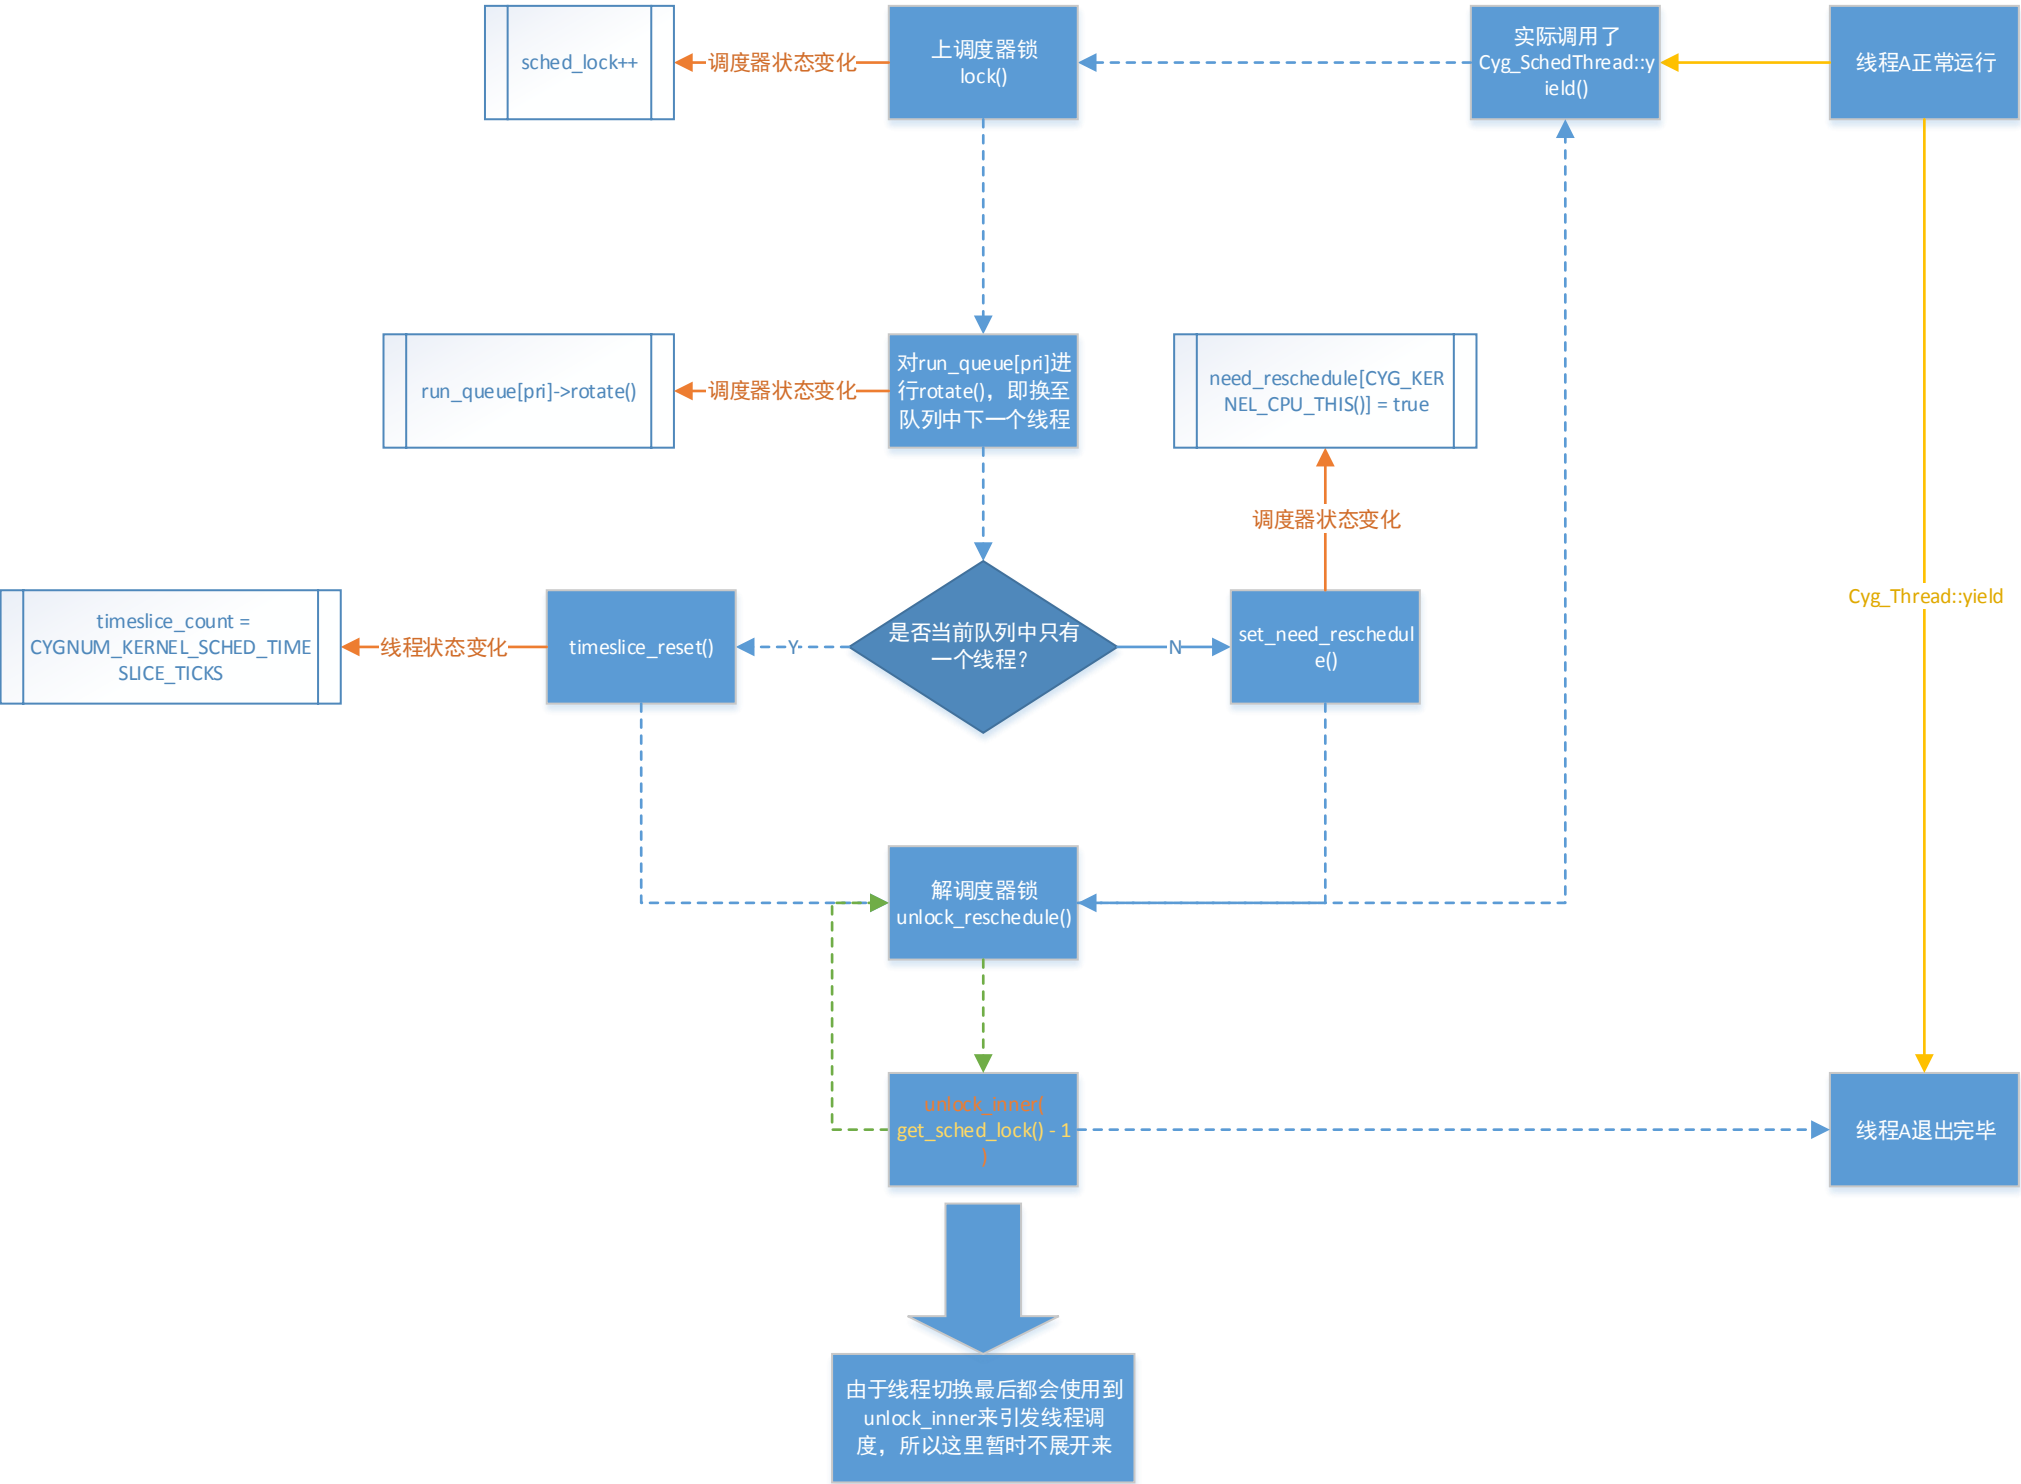 sched_lock++
调度器状态变化
上调度器锁
lock()
实际调用了
Cyg_SchedThread::y
ield()
线程A正常运行
run_queue[pri]->rotate()
调度器状态变化
对run_queue[pri]进
行rotate()，即换至
队列中下一个线程
need_reschedule[CYG_KER
NEL_CPU_THIS()] = true
调度器状态变化
Cyg_Thread::yield
timeslice_count =
CYGNUM_KERNEL_SCHED_TIME
SLICE_TICKS
线程状态变化
timeslice_reset()
Y
是否当前队列中只有
一个线程？
N
set_need_reschedul
e()
解调度器锁
unlock_reschedule()
unlock_inner(
get_sched_lock() - 1
)
线程A退出完毕
由于线程切换最后都会使用到
unlock_inner来引发线程调
度，所以这里暂时不展开来